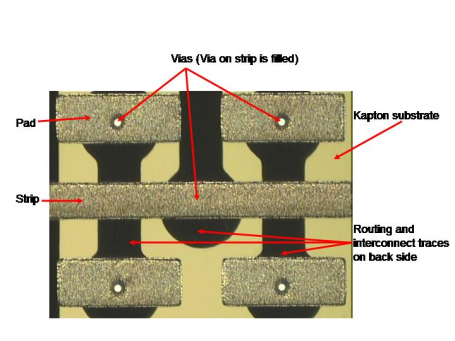 Vias (Via on strip is filled)
Pad
Kapton substrate
Strip
Routing and
interconnect traces
on back side